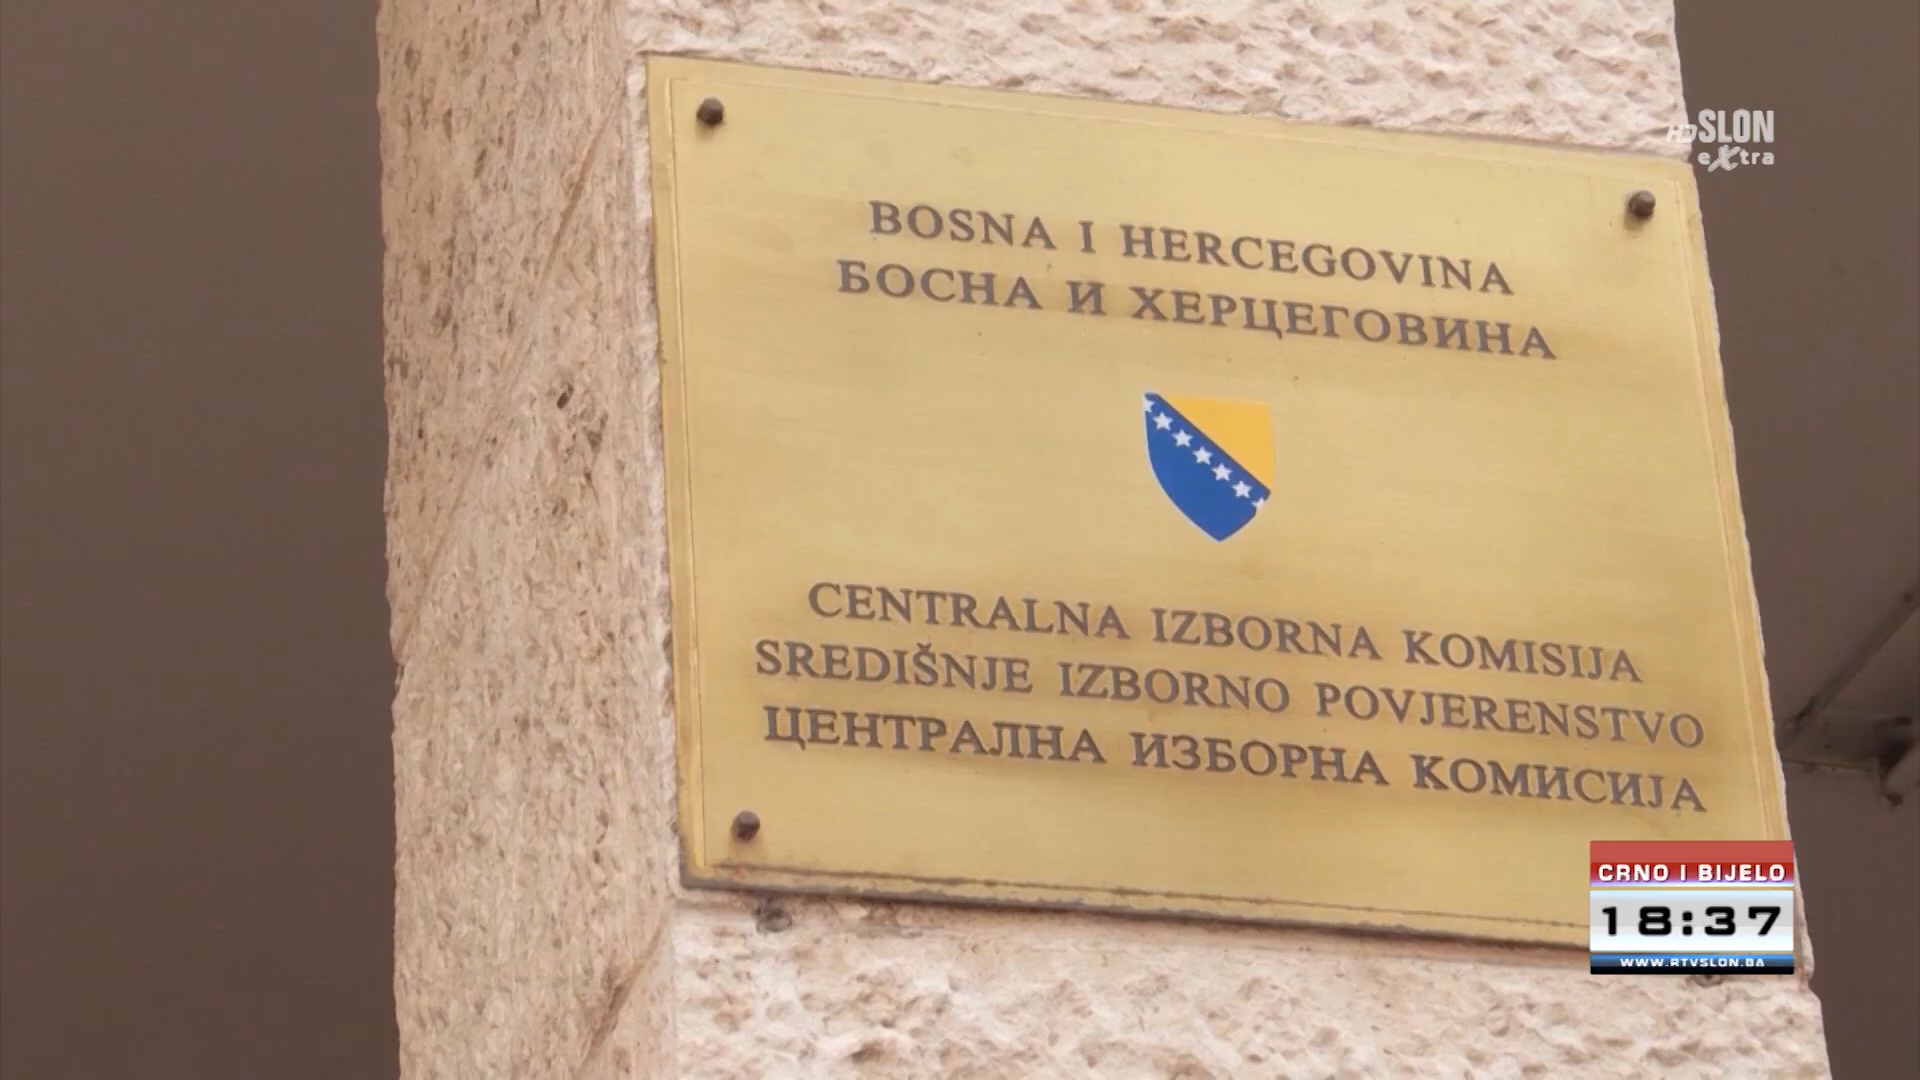 HD SLON
eXtra
BOSNA I HERCEGOVINA
БОСНА И ХЕРЦЕГОВИНА
CENTRALNA IZBORNA KOMISIJA
SREDIŠNJE IZBORNO POVJERENSTVO
ЦЕНТРАЛНА ИЗБОРНА КОМИСИЈА
CRNO I BIJELO
18:37
WWW.RTVSLON.BA